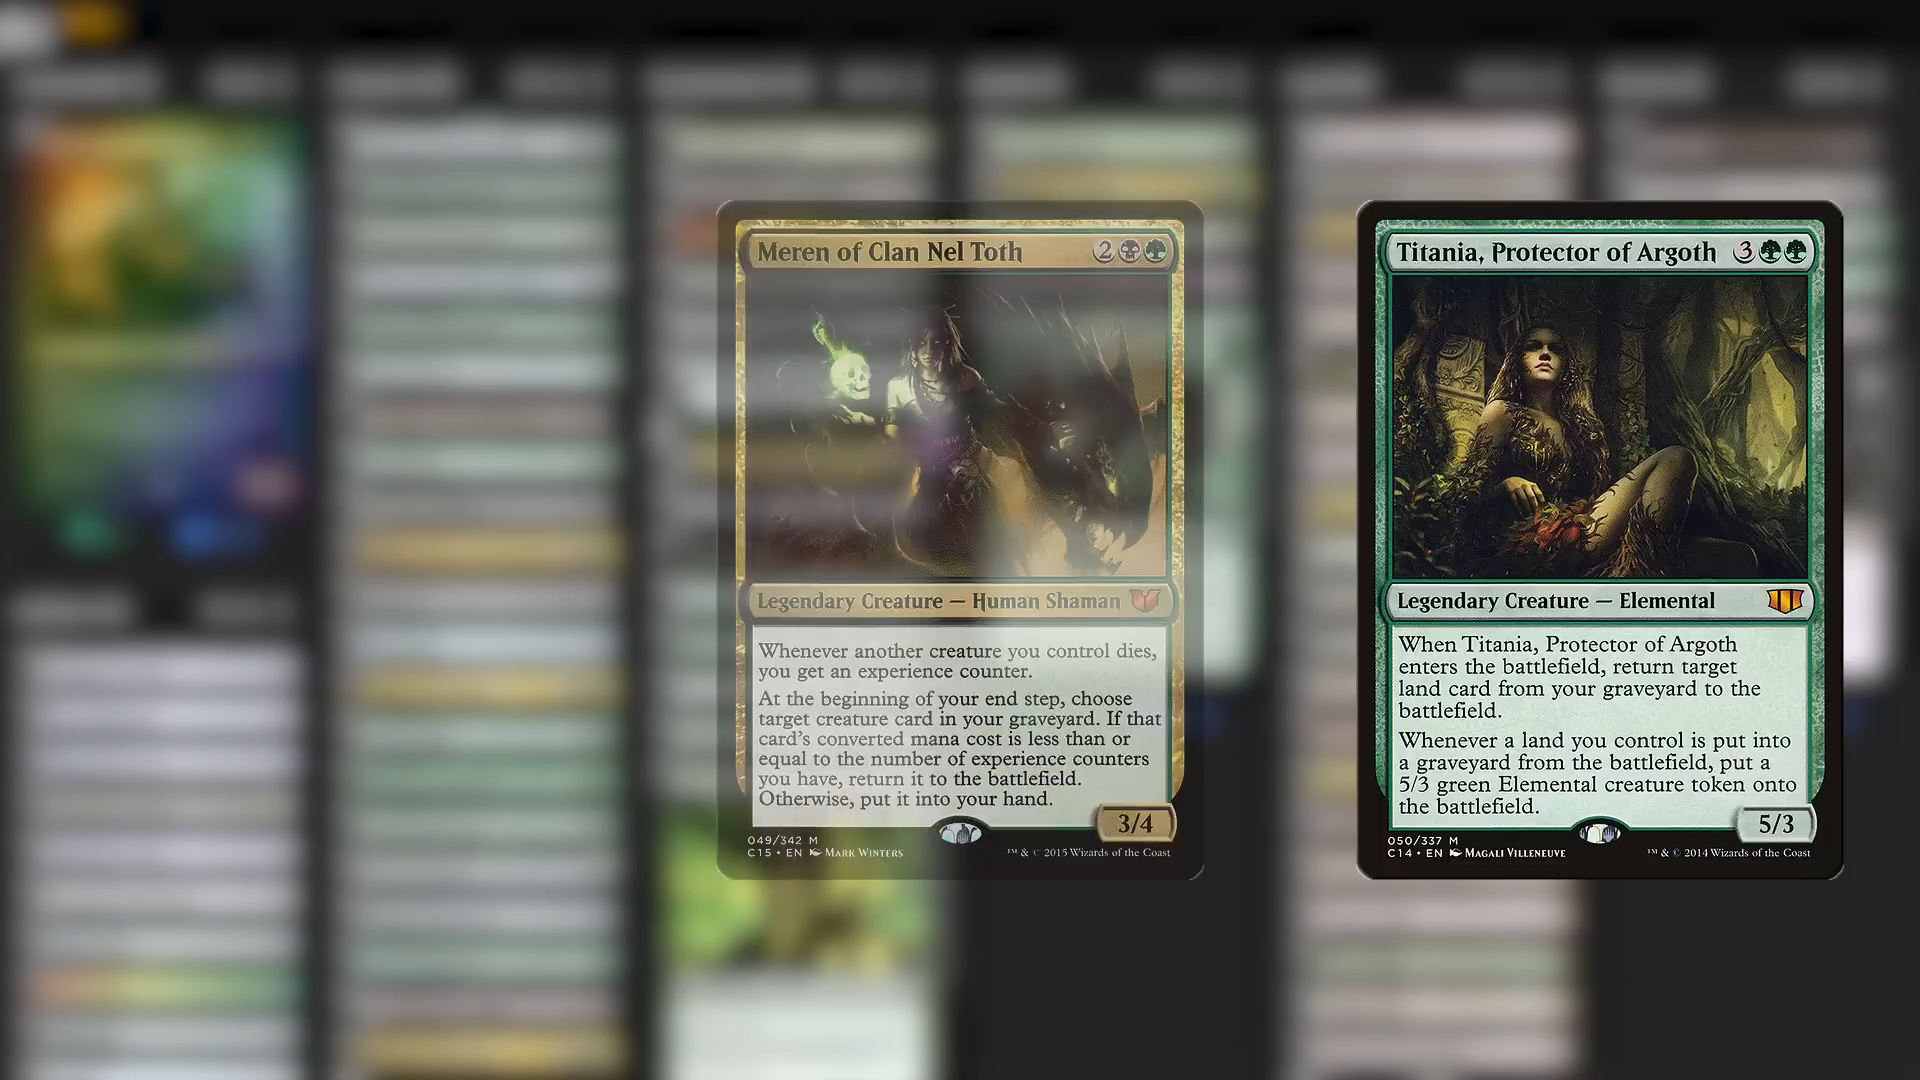 Meren of Clan Nel Toth 2
Legendary Creature — Human Shaman
Whenever another creature you control dies,
you get an experience counter.
At the beginning of your end step, choose
target creature card in your graveyard. If that
card's converted mana cost is less than or
equal to the number of experience counters
you have, return it to the battlefield.
Otherwise, put it into your hand.
3/4
049/342 M
C15 • EN Mark Winters
™ & © 2015 Wizards of the Coast
Titania, Protector of Argoth 3
Legendary Creature — Elemental
When Titania, Protector of Argoth
enters the battlefield, return target
land card from your graveyard to the
battlefield.
Whenever a land you control is put into
a graveyard from the battlefield, put a
5/3 green Elemental creature token onto
the battlefield.
5/3
050/337 M
C14 • EN Magali Villeneuve
™ & © 2014 Wizards of the Coast